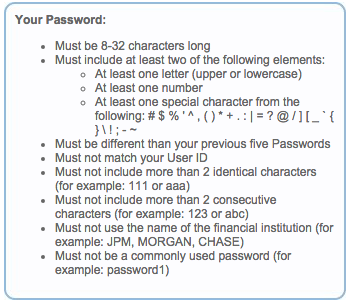 Your Password:
• Must be 8-32 characters long
• Must include at least two of the following elements:
○ At least one letter (upper or lowercase)
○ At least one number
○ At least one special character from the
following: # $ % ' ^ , ( ) * + . : | = ? @ / ] [ _ ` {
} \ ! ; - ~
• Must be different than your previous five Passwords
• Must not match your User ID
• Must not include more than 2 identical characters
(for example: 111 or aaa)
• Must not include more than 2 consecutive
characters (for example: 123 or abc)
• Must not use the name of the financial institution (for
example: JPM, MORGAN, CHASE)
• Must not be a commonly used password (for
example: password1)